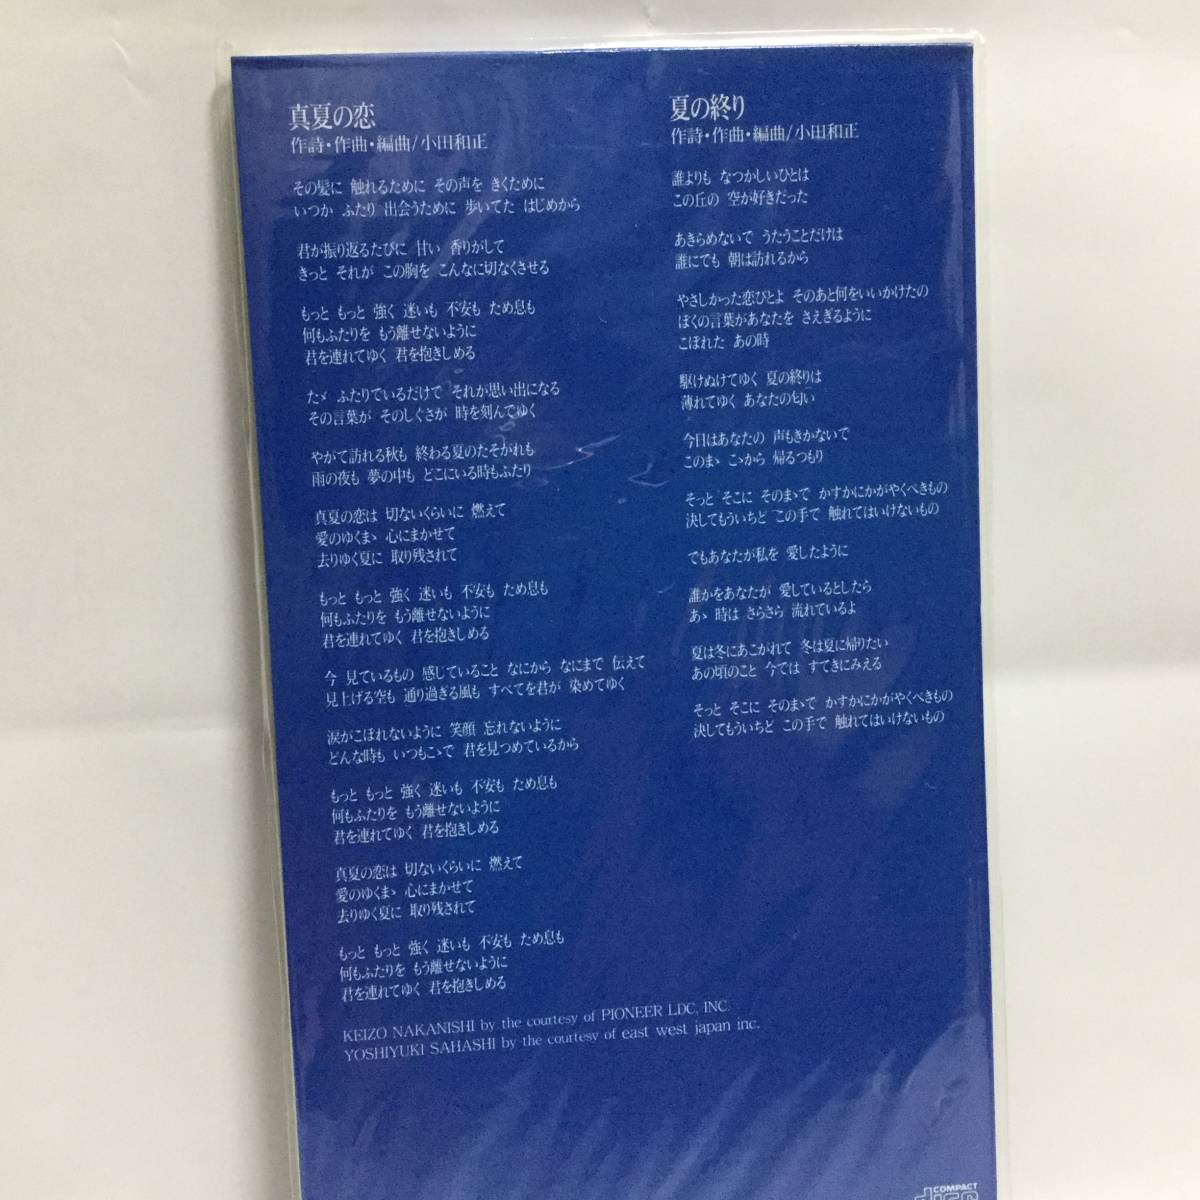 真夏の恋
作詩・作曲・編曲/小田和正
その髪に 触れるために その声を きくために
いつか ふたり 出会うために 歩いてた はじめから
君が振り返るたびに 甘い 香りがして
きっと それが この胸を こんなに切なくさせる
もっと もっと 強く 迷いも 不安も ため息も
何もふたりを もう離せないように
君を連れてゆく 君を抱きしめる
たゞ ふたりでいるだけで それが思い出になる
その言葉が そのしぐさが 時を刻んでゆく
やがて訪れる秋も 終わる夏のたそがれも
雨の夜も 夢の中も どこにいる時もふたり
真夏の恋は 切ないくらいに 燃えて
愛のゆくまゝ 心にまかせて
去りゆく夏に 取り残されて
もっと もっと 強く 迷いも 不安も ため息も
何もふたりを もう離せないように
君を連れてゆく 君を抱きしめる
今 見ているもの 感じていること なにから なにまで 伝えて
見上げる空も 通り過ぎる風も すべてを君が 染めてゆく
涙がこぼれないように 笑顔 忘れないように
どんな時も いつもこゝで 君を見つめているから
もっと もっと 強く 迷いも 不安も ため息も
何もふたりを もう離せないように
君を連れてゆく 君を抱きしめる
真夏の恋は 切ないくらいに 燃えて
愛のゆくまゝ 心にまかせて
去りゆく夏に 取り残されて
もっと もっと 強く 迷いも 不安も ため息も
何もふたりを もう離せないように
君を連れてゆく 君を抱きしめる
KEIZO NAKANISHI by the courtesy of PIONEER LDC, INC.
YOSHIYUKI SAHASHI by the courtesy of east west japan inc.
夏の終り
作詩・作曲・編曲/小田和正
誰よりも なつかしいひとは
この丘の 空が好きだった
あきらめないで うたうことだけは
誰にでも 朝は訪れるから
やさしかった恋びとよ そのあと何をいいかけたの
ぼくの言葉があなたを さえぎるように
こぼれた あの時
駆けぬけてゆく 夏の終りは
薄れてゆく あなたの匂い
今日はあなたの 声もきかないで
このまゝ こゝから 帰るつもり
そっと そこに そのまゝで かすかにかがやくべきもの
決してもういちど この手で 触れてはいけないもの
でもあなたが私を 愛したように
誰かをあなたが 愛しているとしたら
あゝ 時は さらさら 流れているよ
夏は冬にあこがれて 冬は夏に帰りたい
あの頃のこと 今では すてきにみえる
そっと そこに そのまゝで かすかにかがやくべきもの
決してもういちど この手で 触れてはいけないもの
COMPACT
disc